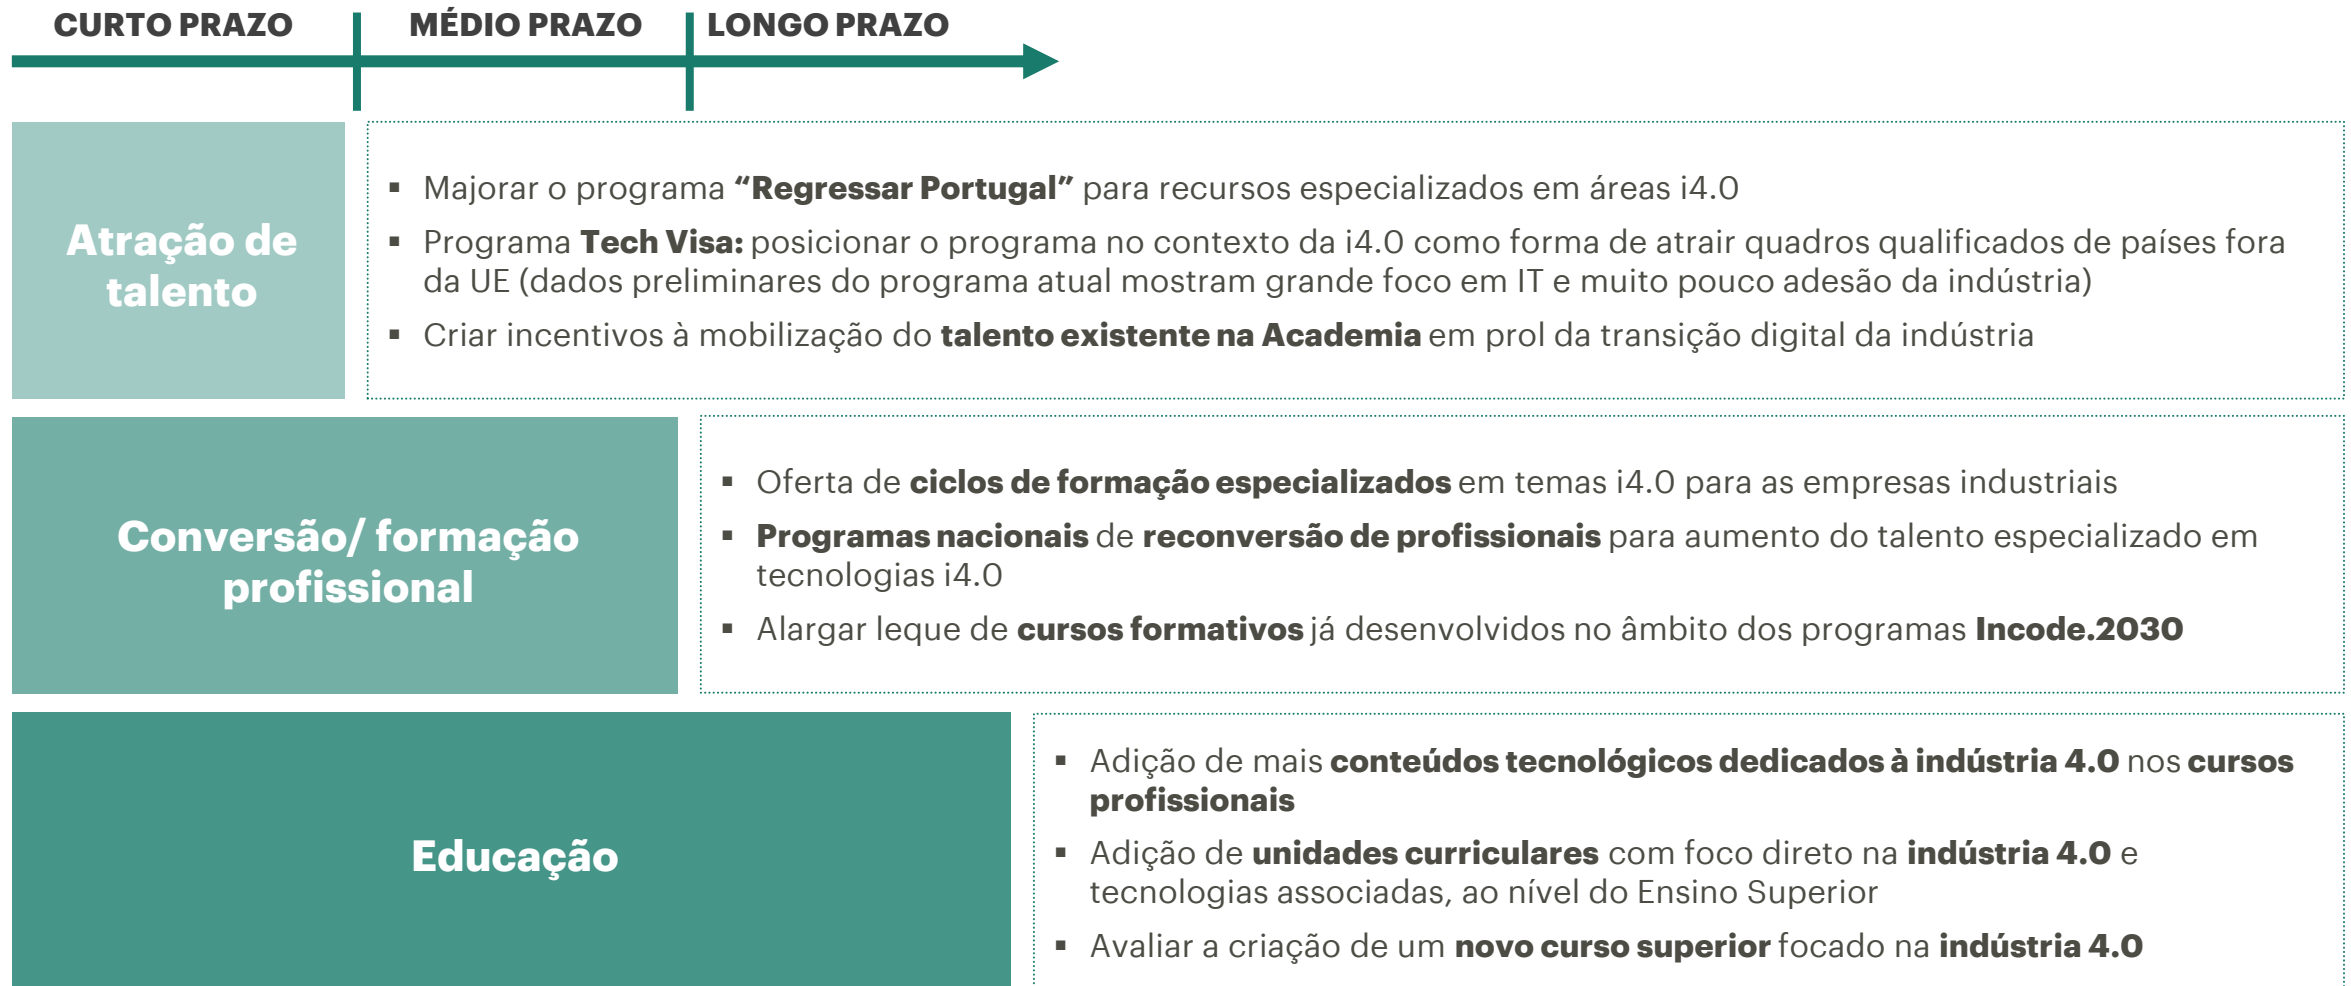 CURTO PRAZO
MÉDIO PRAZO
LONGO PRAZO
Atração de
talento
▪ Majorar o programa “Regressar Portugal” para recursos especializados em áreas i4.0
▪ Programa Tech Visa: posicionar o programa no contexto da i4.0 como forma de atrair quadros qualificados de países fora
da UE (dados preliminares do programa atual mostram grande foco em IT e muito pouco adesão da indústria)
▪ Criar incentivos à mobilização do talento existente na Academia em prol da transição digital da indústria
Conversão/ formação
profissional
▪ Oferta de ciclos de formação especializados em temas i4.0 para as empresas industriais
▪ Programas nacionais de reconversão de profissionais para aumento do talento especializado em
tecnologias i4.0
▪ Alargar leque de cursos formativos já desenvolvidos no âmbito dos programas Incode.2030
Educação
▪ Adição de mais conteúdos tecnológicos dedicados à indústria 4.0 nos cursos
profissionais
▪ Adição de unidades curriculares com foco direto na indústria 4.0 e
tecnologias associadas, ao nível do Ensino Superior
▪ Avaliar a criação de um novo curso superior focado na indústria 4.0